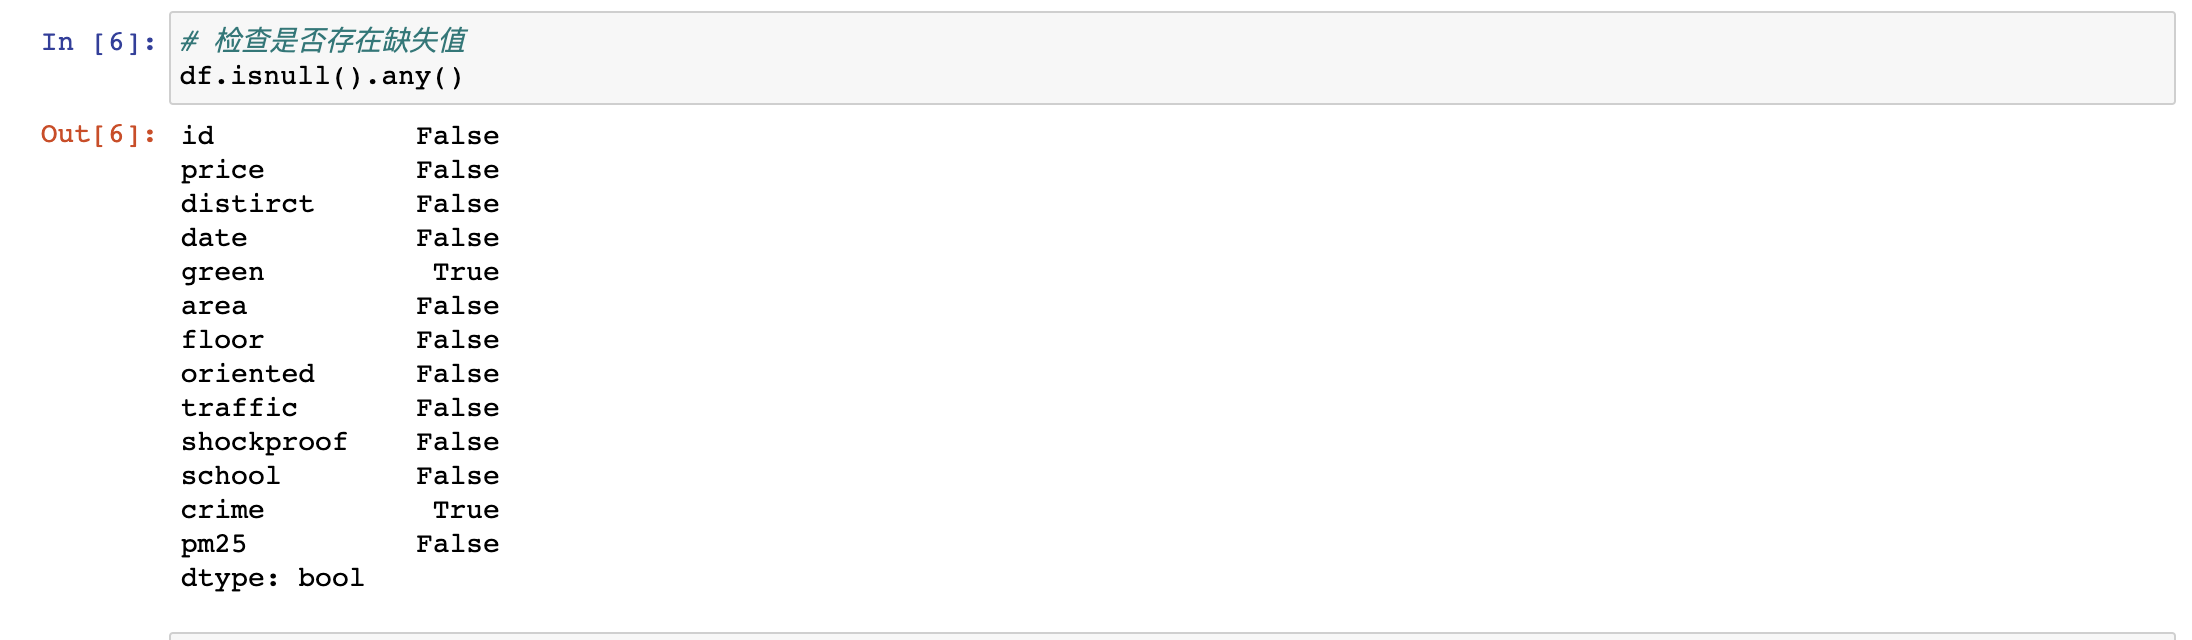 In [6]: # 检查是否存在缺失值
df.isnull().any()
Out[6]: id False
price False
distirct False
date False
green True
area False
floor False
oriented False
traffic False
shockproof False
school False
crime True
pm25 False
dtype: bool